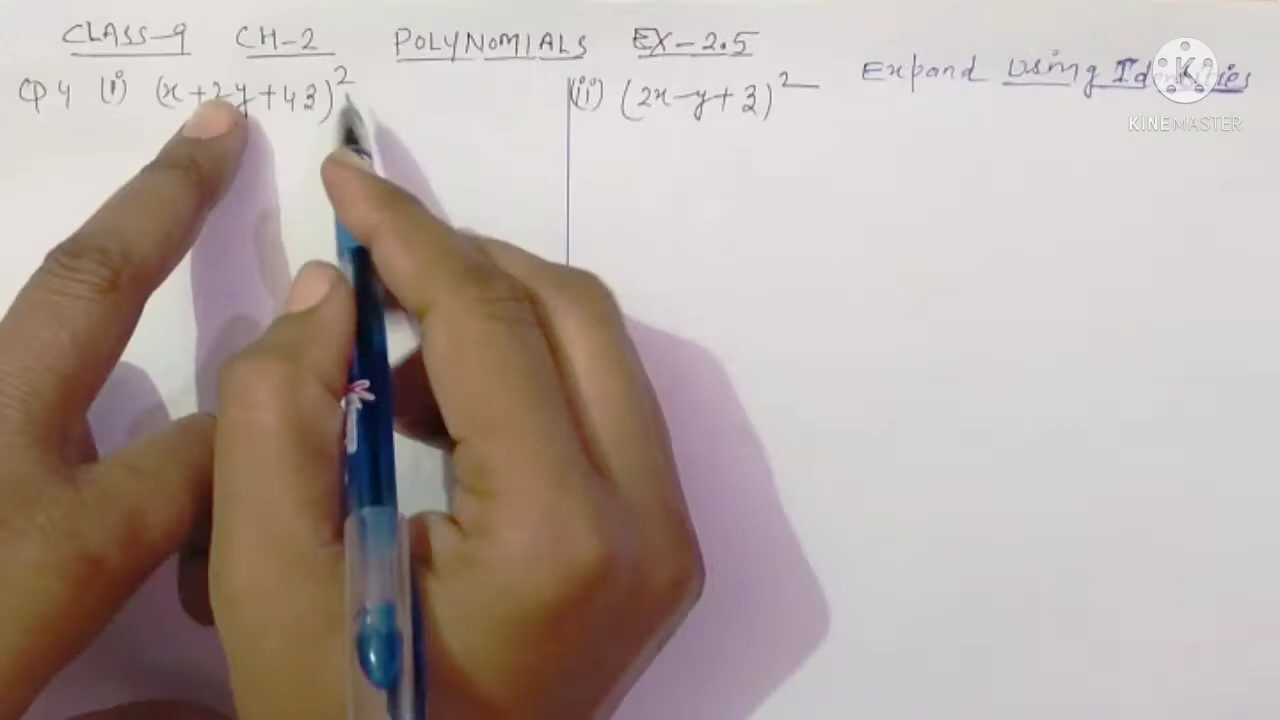 CLASS-9 CH-2 POLYNOMIALS EX-2.5
Q 4 (i) (x+2y+4z)² (ii) (2x-y+z)² Expand Using Identities
K
KINEMASTER